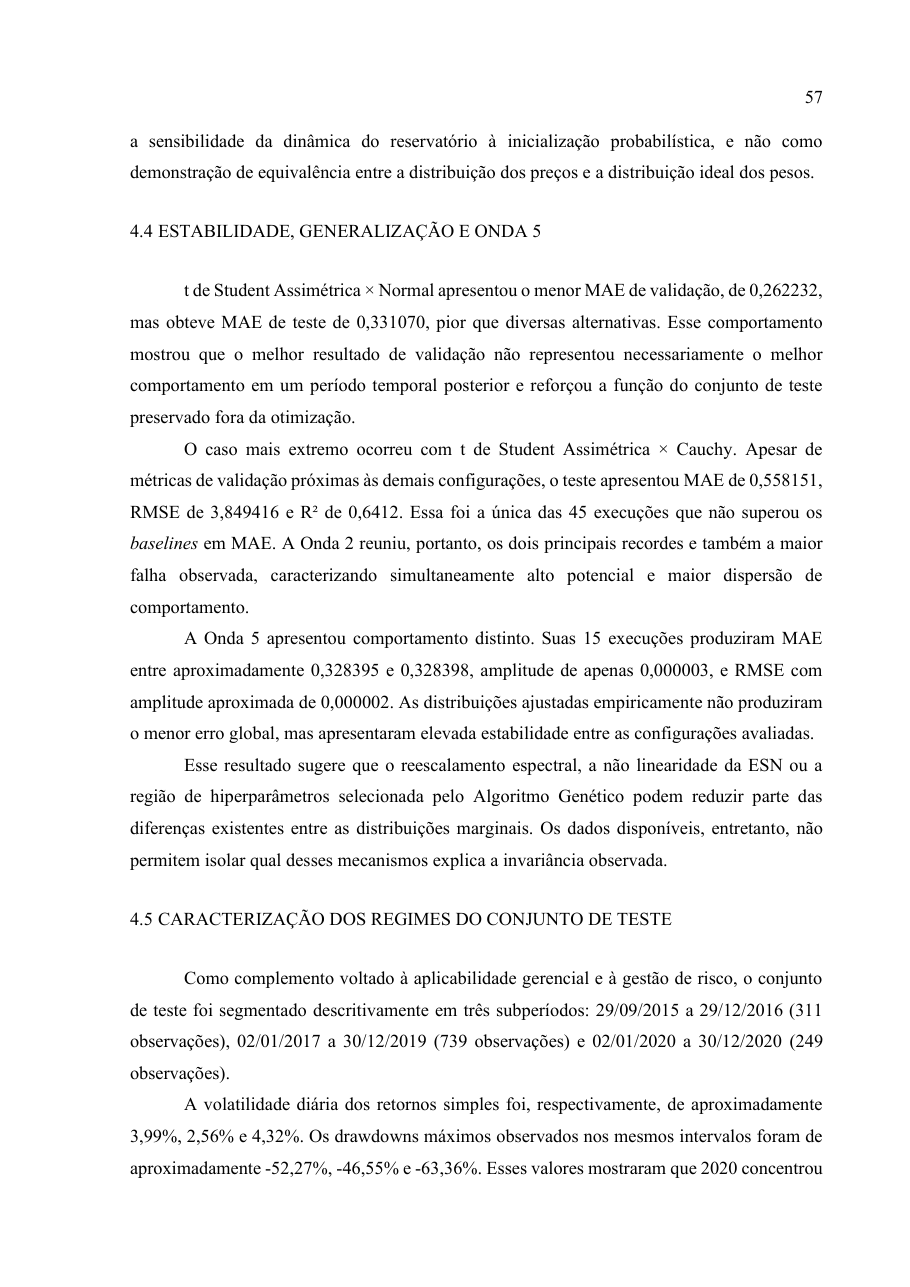 57
a sensibilidade da dinâmica do reservatório à inicialização probabilística, e não como
demonstração de equivalência entre a distribuição dos preços e a distribuição ideal dos pesos.
4.4 ESTABILIDADE, GENERALIZAÇÃO E ONDA 5
t de Student Assimétrica × Normal apresentou o menor MAE de validação, de 0,262232,
mas obteve MAE de teste de 0,331070, pior que diversas alternativas. Esse comportamento
mostrou que o melhor resultado de validação não representou necessariamente o melhor
comportamento em um período temporal posterior e reforçou a função do conjunto de teste
preservado fora da otimização.
O caso mais extremo ocorreu com t de Student Assimétrica × Cauchy. Apesar de
métricas de validação próximas às demais configurações, o teste apresentou MAE de 0,558151,
RMSE de 3,849416 e R² de 0,6412. Essa foi a única das 45 execuções que não superou os
baselines em MAE. A Onda 2 reuniu, portanto, os dois principais recordes e também a maior
falha observada, caracterizando simultaneamente alto potencial e maior dispersão de
comportamento.
A Onda 5 apresentou comportamento distinto. Suas 15 execuções produziram MAE
entre aproximadamente 0,328395 e 0,328398, amplitude de apenas 0,000003, e RMSE com
amplitude aproximada de 0,000002. As distribuições ajustadas empiricamente não produziram
o menor erro global, mas apresentaram elevada estabilidade entre as configurações avaliadas.
Esse resultado sugere que o reescalamento espectral, a não linearidade da ESN ou a
região de hiperparâmetros selecionada pelo Algoritmo Genético podem reduzir parte das
diferenças existentes entre as distribuições marginais. Os dados disponíveis, entretanto, não
permitem isolar qual desses mecanismos explica a invariância observada.
4.5 CARACTERIZAÇÃO DOS REGIMES DO CONJUNTO DE TESTE
Como complemento voltado à aplicabilidade gerencial e à gestão de risco, o conjunto
de teste foi segmentado descritivamente em três subperíodos: 29/09/2015 a 29/12/2016 (311
observações), 02/01/2017 a 30/12/2019 (739 observações) e 02/01/2020 a 30/12/2020 (249
observações).
A volatilidade diária dos retornos simples foi, respectivamente, de aproximadamente
3,99%, 2,56% e 4,32%. Os drawdowns máximos observados nos mesmos intervalos foram de
aproximadamente -52,27%, -46,55% e -63,36%. Esses valores mostraram que 2020 concentrou